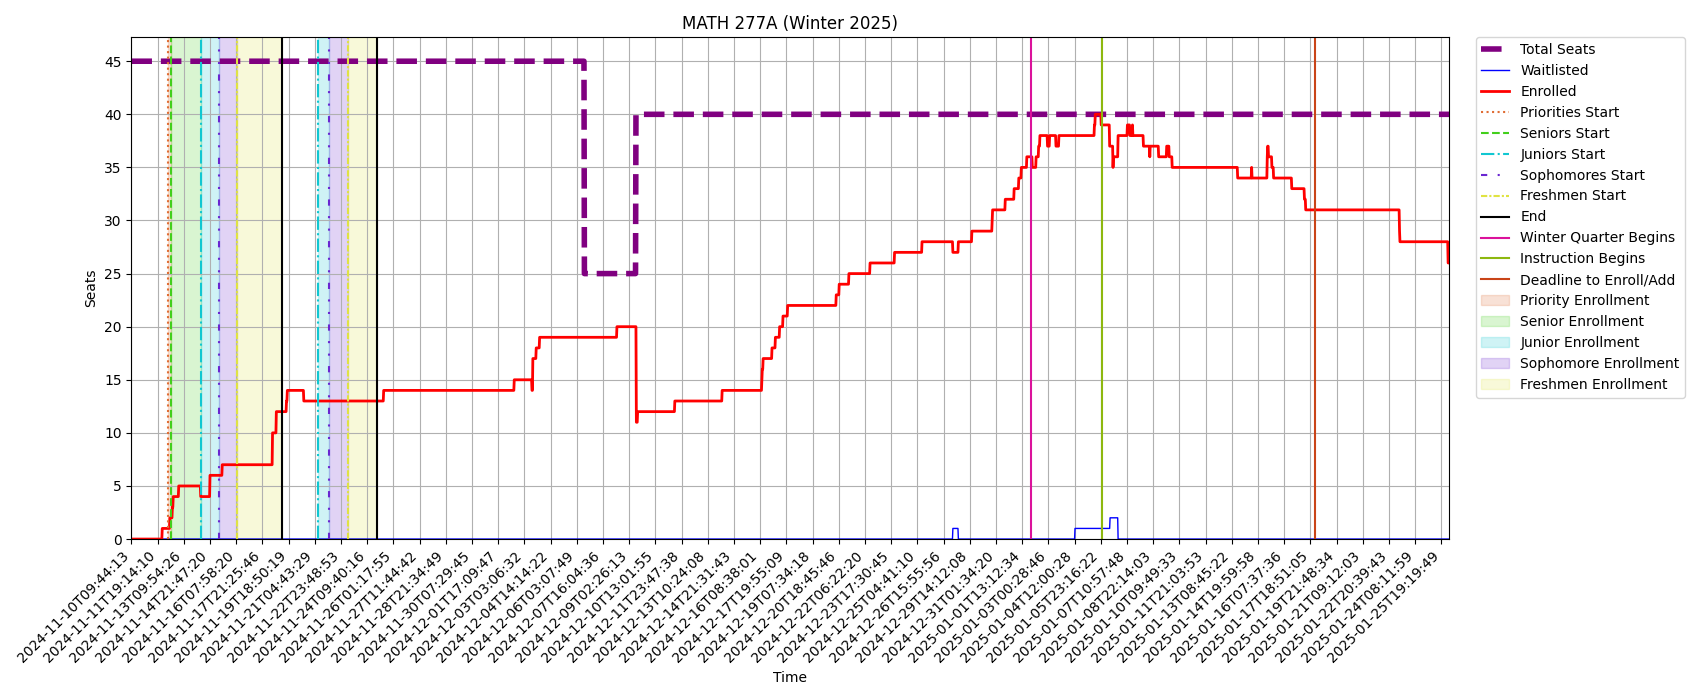 MATH 277A (Winter 2025)
Seats
45
40
35
30
25
20
15
10
5
0
2024-11-10T09:44:13
2024-11-11T19:14:10
2024-11-13T09:54:26
2024-11-14T21:47:20
2024-11-16T07:58:20
2024-11-17T21:25:46
2024-11-19T18:50:19
2024-11-21T04:43:29
2024-11-22T23:48:53
2024-11-24T09:40:16
2024-11-26T01:17:55
2024-11-27T11:44:42
2024-11-28T21:34:49
2024-11-30T07:29:45
2024-12-01T17:09:47
2024-12-03T03:06:32
2024-12-04T14:14:22
2024-12-06T03:07:49
2024-12-07T16:04:36
2024-12-09T02:26:13
2024-12-10T13:01:55
2024-12-11T23:47:38
2024-12-13T10:24:08
2024-12-14T21:31:43
2024-12-16T08:38:01
2024-12-17T19:55:09
2024-12-19T07:34:18
2024-12-20T18:45:46
2024-12-22T06:22:20
2024-12-23T17:30:45
2024-12-25T04:41:10
2024-12-26T15:55:56
2024-12-29T14:12:08
2024-12-31T01:34:20
2025-01-01T13:12:34
2025-01-03T00:28:46
2025-01-04T12:00:28
2025-01-05T23:16:22
2025-01-07T10:57:48
2025-01-08T22:14:03
2025-01-10T09:49:33
2025-01-11T21:03:53
2025-01-13T08:45:22
2025-01-14T19:59:58
2025-01-16T07:37:36
2025-01-17T18:51:05
2025-01-19T21:48:34
2025-01-21T09:12:03
2025-01-22T20:39:43
2025-01-24T08:11:59
2025-01-25T19:19:49
Time
Total Seats
Waitlisted
Enrolled
Priorities Start
Seniors Start
Juniors Start
Sophomores Start
Freshmen Start
End
Winter Quarter Begins
Instruction Begins
Deadline to Enroll/Add
Priority Enrollment
Senior Enrollment
Junior Enrollment
Sophomore Enrollment
Freshmen Enrollment